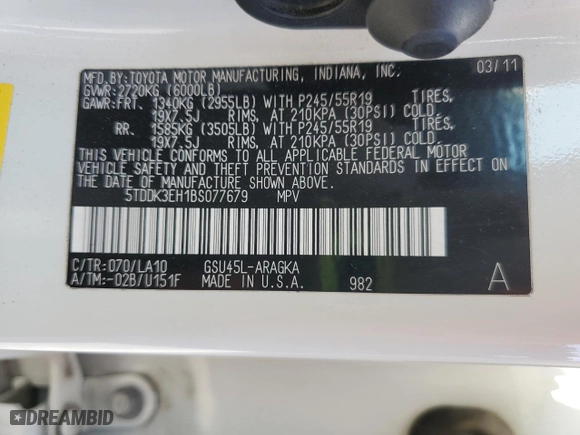 MFD. BY: TOYOTA MOTOR MANUFACTURING, INDIANA, INC. 03/11
GVWR: 2720KG (6000LB)
GAWR: FRT. 1340KG (2955LB) WITH P245/55R19 TIRES,
19X7.5J RIMS, AT 210KPA (30PSI) COLD.
RR. 1585KG (3505LB) WITH P245/55R19 TIRES,
19X7.5J RIMS, AT 210KPA (30PSI) COLD.
THIS VEHICLE CONFORMS TO ALL APPLICABLE FEDERAL MOTOR
VEHICLE SAFETY AND THEFT PREVENTION STANDARDS IN EFFECT ON
THE DATE OF MANUFACTURE SHOWN ABOVE.
5TDDK3EH1BS077679 MPV
C/TR: 070/LA10 GSU45L-ARAGKA
A/TM: -02B/U151F MADE IN U.S.A. 982 A
DREAMBID